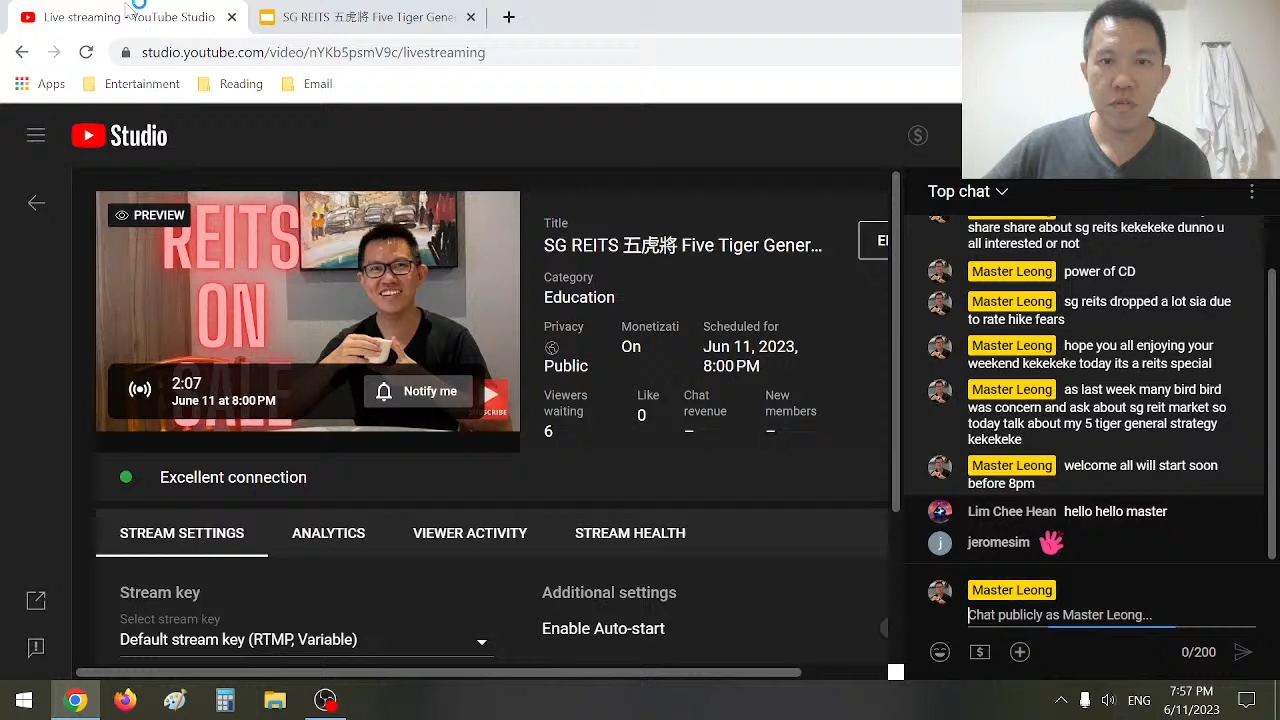 Live streaming - YouTube Studio
SG REITS 五虎將 Five Tiger Gene
studio.youtube.com/video/nYKb5psmV9c/livestreaming
Apps
Entertainment
Reading
Email
Studio
PREVIEW
REITS
ON
SALE
2:07
June 11 at 8:00 PM
Notify me
SUBSCRIBE
Title
SG REITS 五虎將 Five Tiger Gener...
Category
Education
Privacy
Public
Monetizati
On
Scheduled for
Jun 11, 2023,
8:00 PM
Viewers
waiting
6
Like
0
Chat
revenue
–
New
members
–
Excellent connection
STREAM SETTINGS
ANALYTICS
VIEWER ACTIVITY
STREAM HEALTH
Stream key
Select stream key
Default stream key (RTMP, Variable)
Additional settings
Enable Auto-start
Top chat
share share about sg reits kekekeke dunno u
all interested or not
Master Leong power of CD
Master Leong sg reits dropped a lot sia due
to rate hike fears
Master Leong hope you all enjoying your
weekend kekekeke today its a reits special
Master Leong as last week many bird bird
was concern and ask about sg reit market so
today talk about my 5 tiger general strategy
kekekeke
Master Leong welcome all will start soon
before 8pm
Lim Chee Hean hello hello master
j
jeromesim
Master Leong
Chat publicly as Master Leong...
0/200
ENG
7:57 PM
6/11/2023